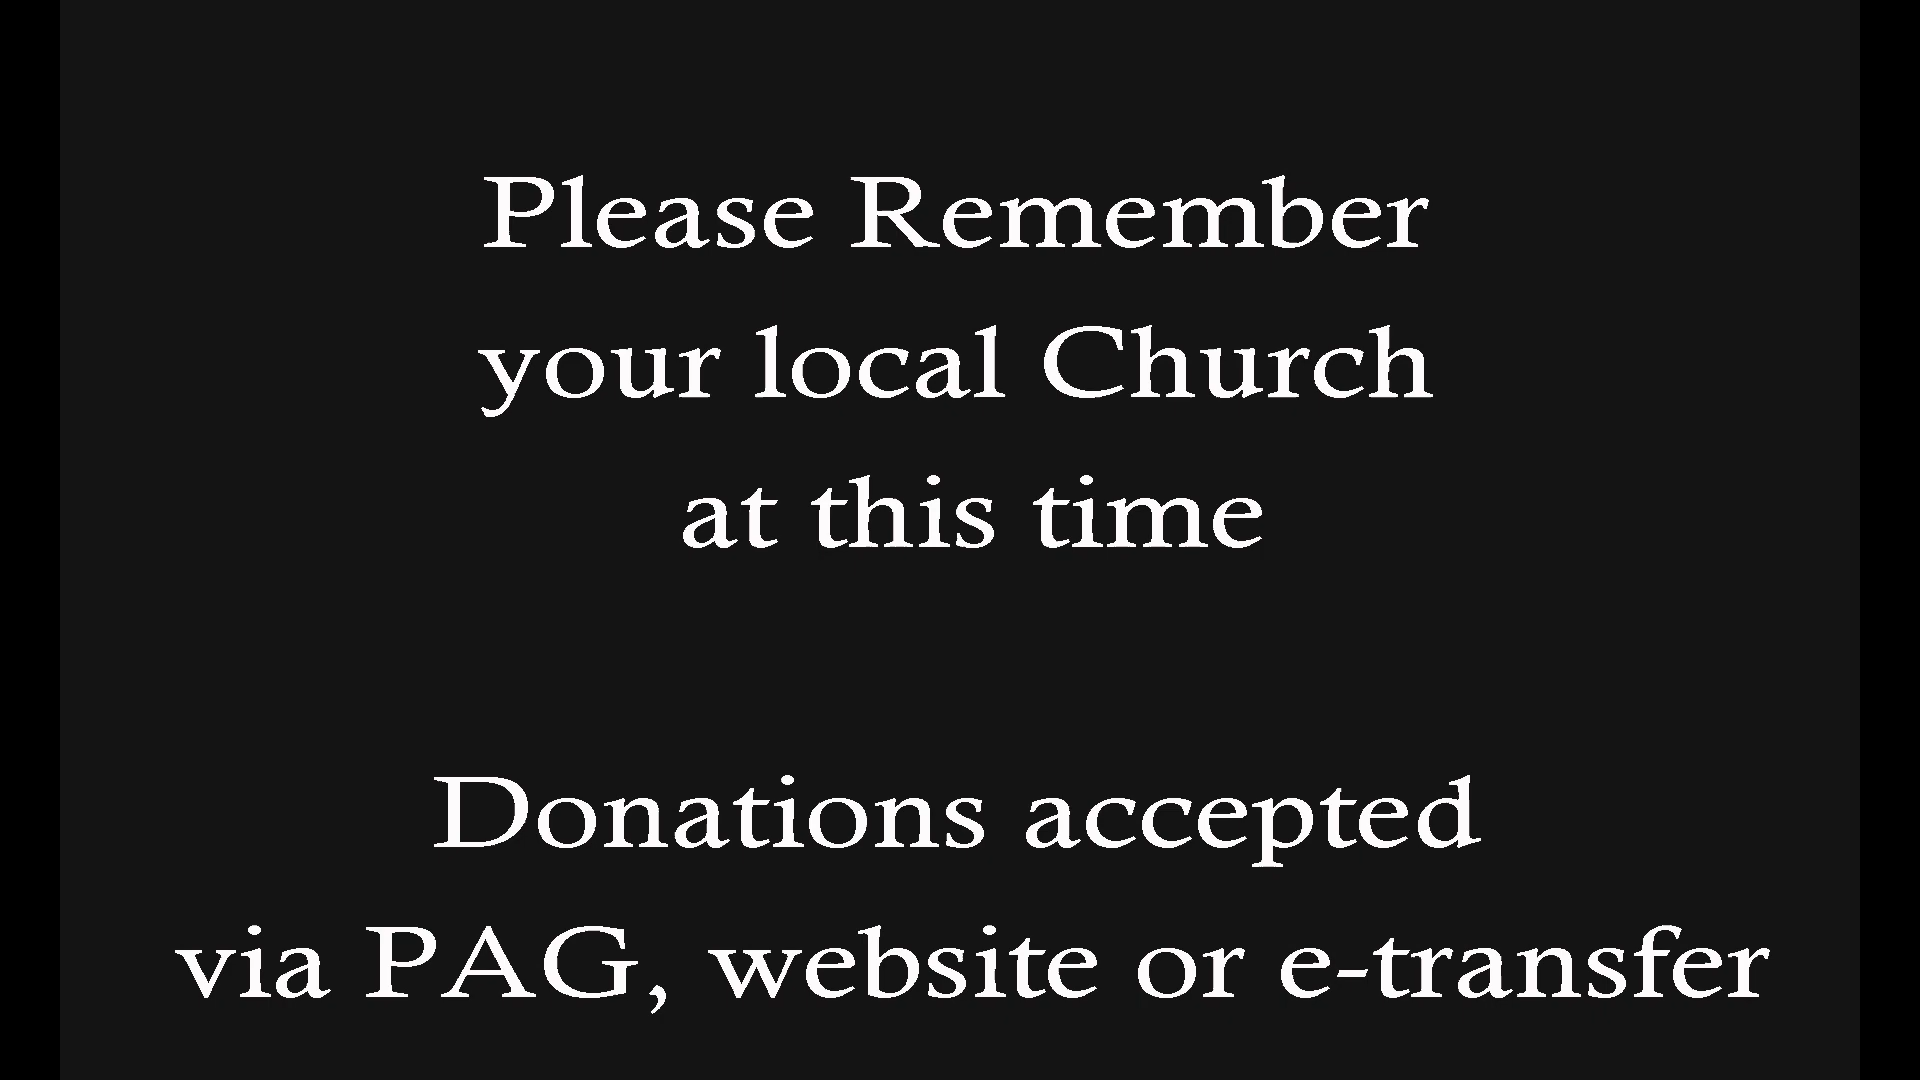 Please Remember
your local Church
at this time
Donations accepted
via PAG, website or e-transfer